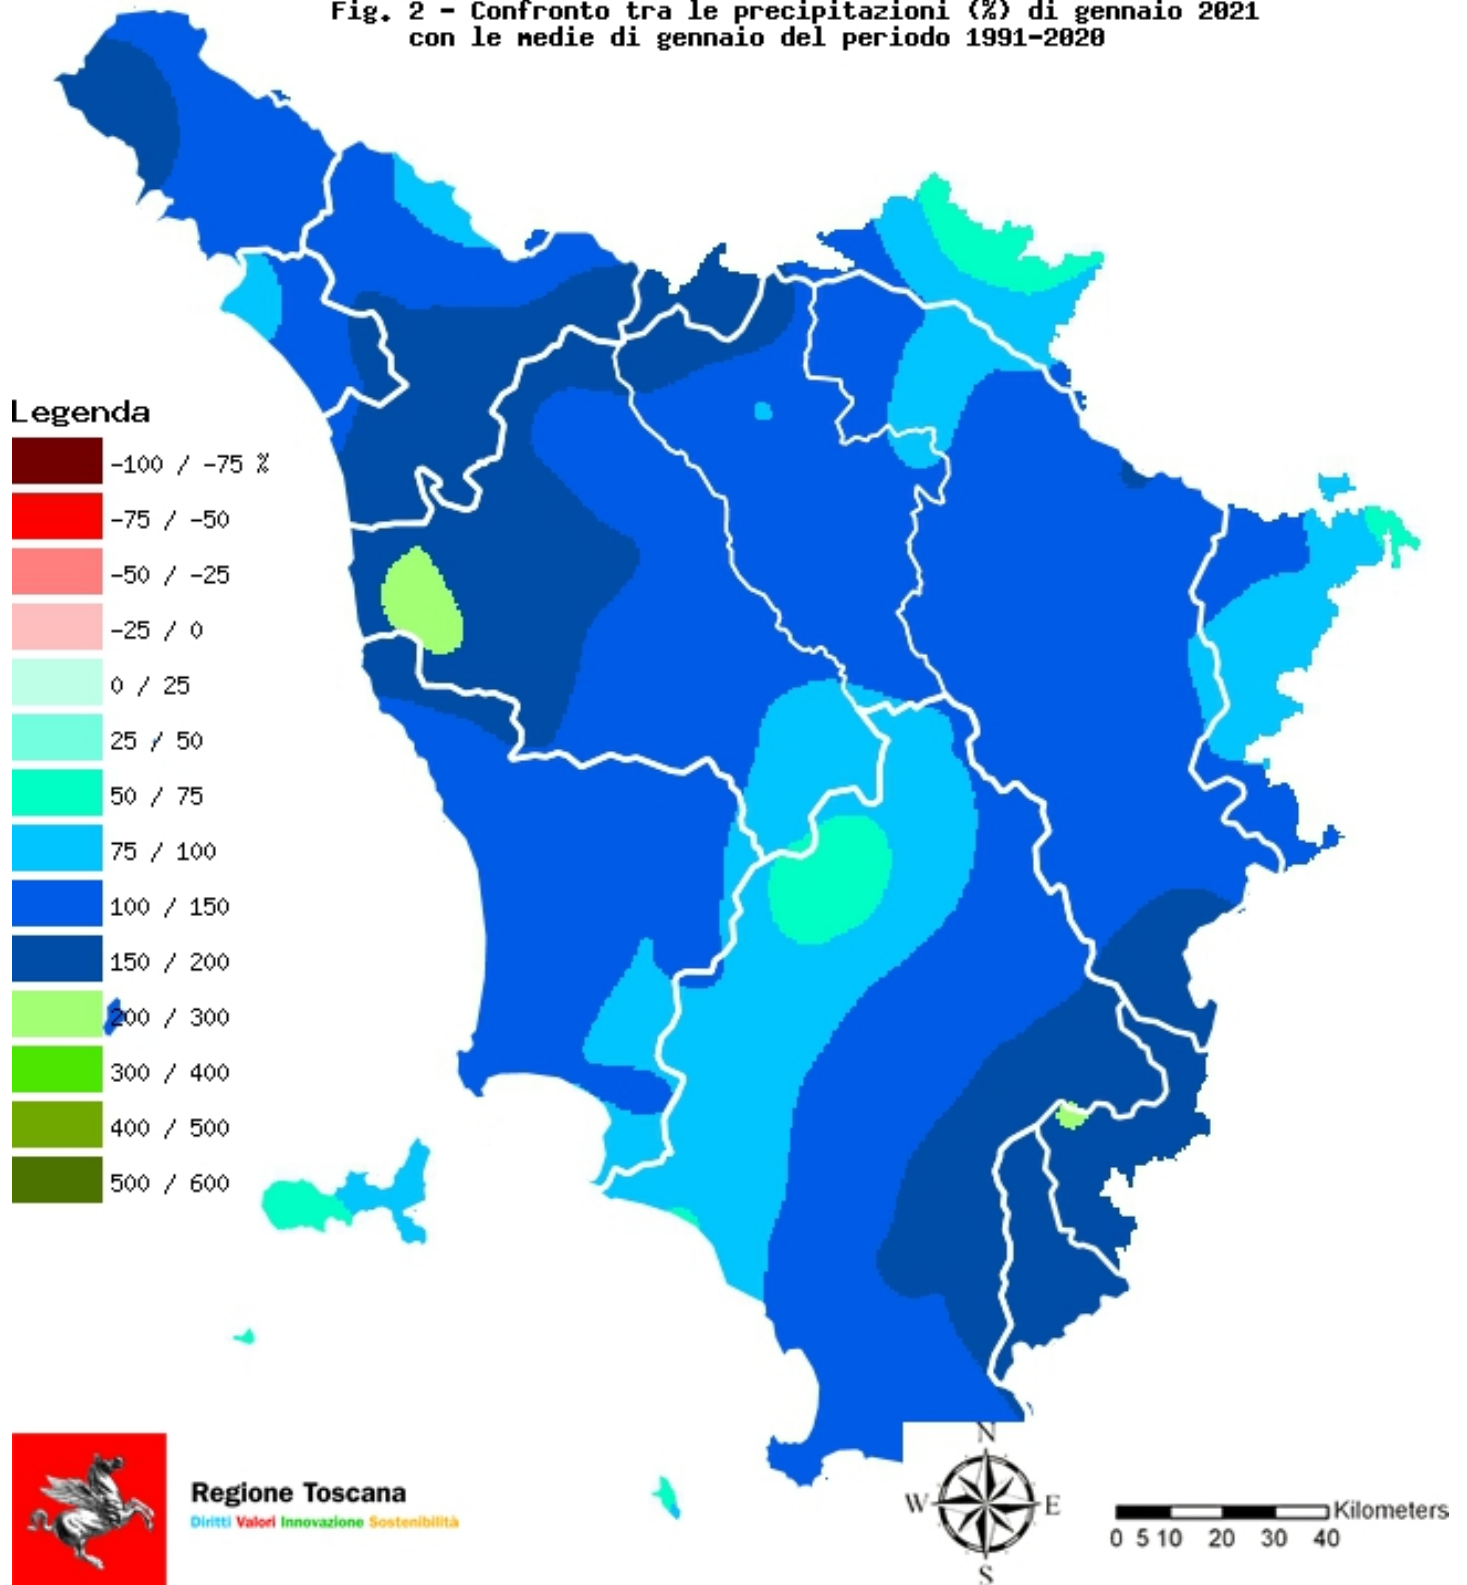 Fig. 2 - Confronto tra le precipitazioni (%) di gennaio 2021
con le medie di gennaio del periodo 1991-2020
Legenda
-100 / -75 %
-75 / -50
-50 / -25
-25 / 0
0 / 25
25 / 50
50 / 75
75 / 100
100 / 150
150 / 200
200 / 300
300 / 400
400 / 500
500 / 600
Regione Toscana
Diritti Valori Innovazione Sostenibilità
N
W E
S
Kilometers
0 5 10 20 30 40